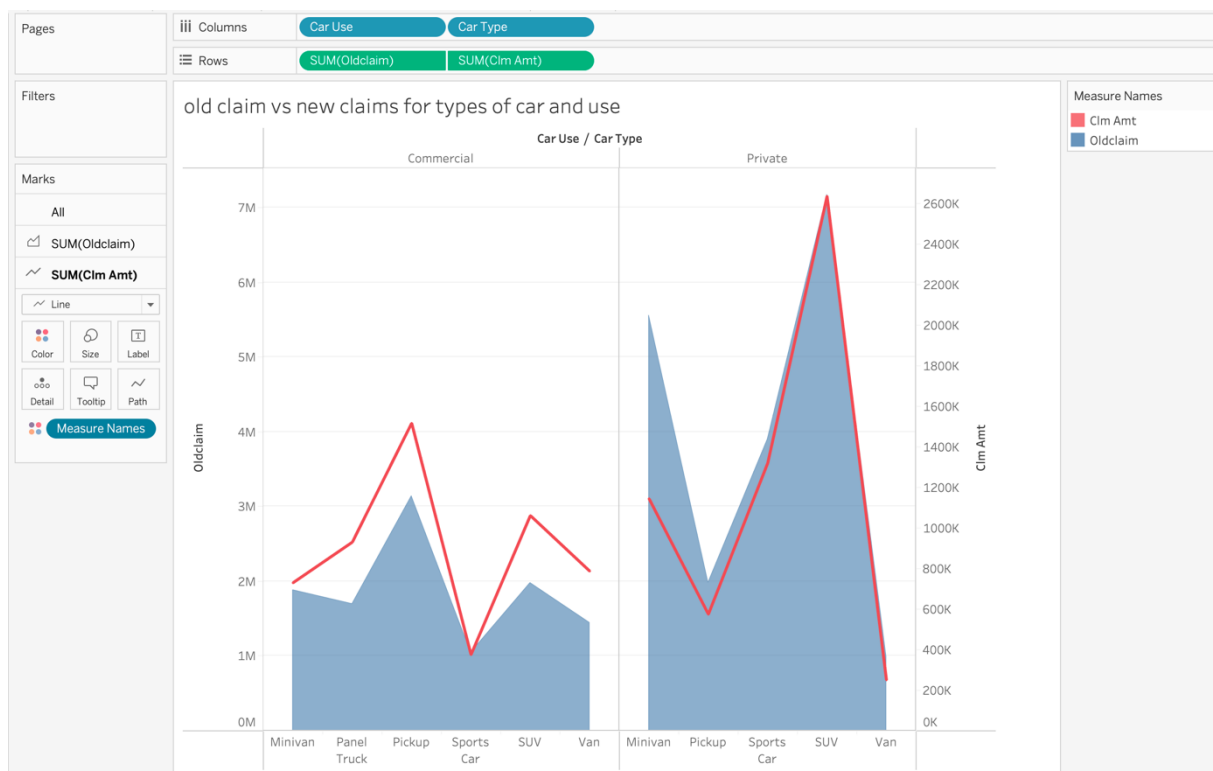 Pages
Columns
Car Use
Car Type
Rows
SUM(Oldclaim)
SUM(Clm Amt)
Filters
Marks
All
SUM(Oldclaim)
SUM(Clm Amt)
Line
Color
Size
Label
Detail
Tooltip
Path
Measure Names
old claim vs new claims for types of car and use
Car Use / Car Type
Commercial
Private
Oldclaim
7M
6M
5M
4M
3M
2M
1M
0M
Minivan
Panel
Truck
Pickup
Sports
Car
SUV
Van
Minivan
Pickup
Sports
Car
SUV
Van
2600K
2400K
2200K
2000K
1800K
1600K
1400K
1200K
1000K
800K
600K
400K
200K
0K
Clm Amt
Measure Names
Clm Amt
Oldclaim